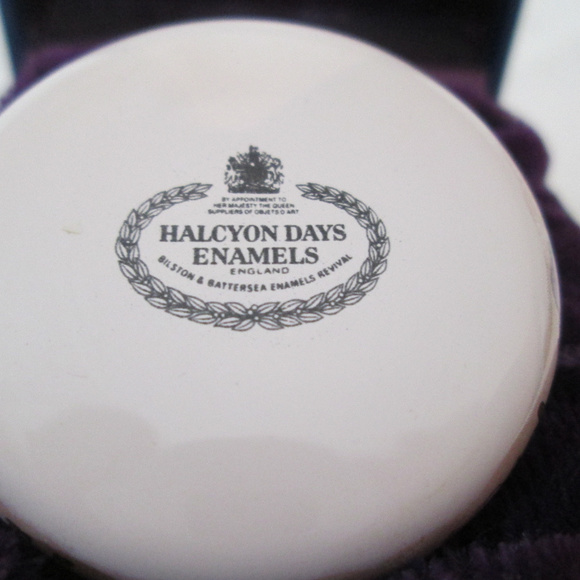 BY APPOINTMENT TO
HER MAJESTY THE QUEEN
SUPPLIERS OF OBJETS D'ART
HALCYON DAYS
ENAMELS
ENGLAND
BILSTON & BATTERSEA ENAMELS REVIVAL